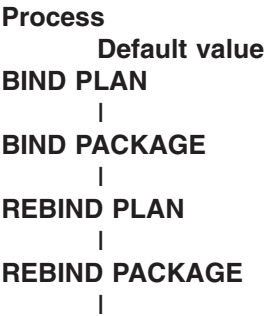 Process
Default value
BIND PLAN
I
BIND PACKAGE
I
REBIND PLAN
I
REBIND PACKAGE
I